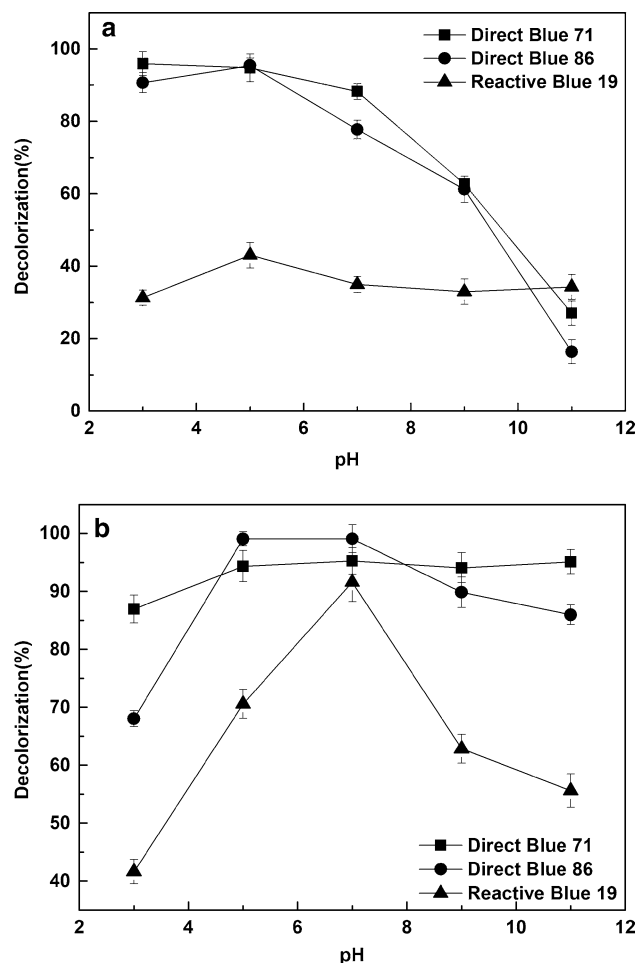 a
Direct Blue 71
Direct Blue 86
Reactive Blue 19
100
80
60
40
20
0
Decolorization(%)
2 4 6 8 10 12
pH
b
100
90
80
70
60
50
40
Decolorization(%)
Direct Blue 71
Direct Blue 86
Reactive Blue 19
2 4 6 8 10 12
pH